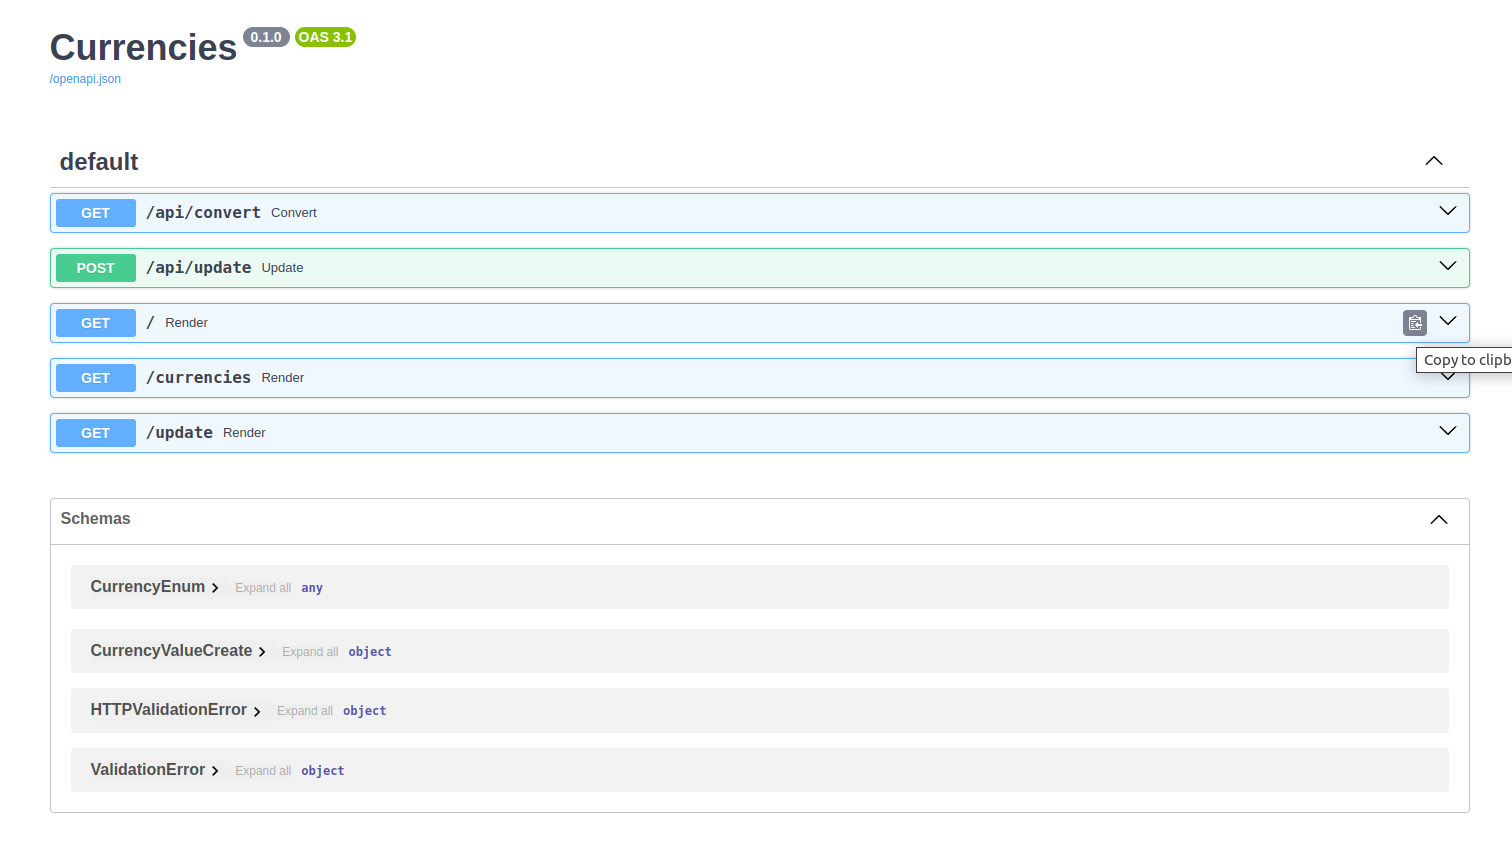 Currencies 0.1.0 OAS 3.1
/openapi.json
default
GET /api/convert Convert
POST /api/update Update
GET / Render
Copy to clipb
GET /currencies Render
GET /update Render
Schemas
CurrencyEnum Expand all any
CurrencyValueCreate Expand all object
HTTPValidationError Expand all object
ValidationError Expand all object